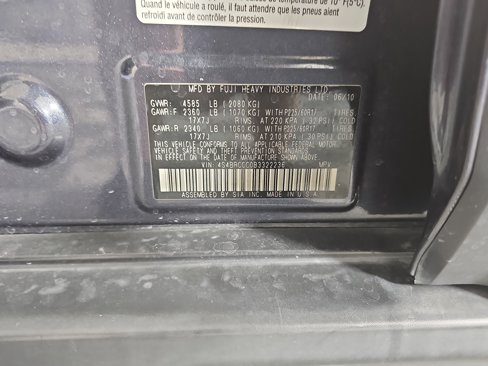 Quand le véhicule a roulé, il faut attendre que les pneus aient
refroidi avant de contrôler la pression.
MFD BY FUJI HEAVY INDUSTRIES LTD.
DATE: 06/10
GVWR: 4585 LB (2080 KG)
GAWR:F 2360 LB (1070 KG) WITH P225/60R17 TIRES
17X7J RIMS AT 220 KPA (32 PSI) COLD
GAWR:R 2340 LB (1060 KG) WITH P225/60R17 TIRES
17X7J RIMS AT 210 KPA (30 PSI) COLD
THIS VEHICLE CONFORMS TO ALL APPLICABLE FEDERAL MOTOR
VEHICLE SAFETY AND THEFT PREVENTION STANDARDS
IN EFFECT ON THE DATE OF MANUFACTURE SHOWN ABOVE.
VIN: MPV
ASSEMBLED BY SIA, INC. MADE IN U.S.A.